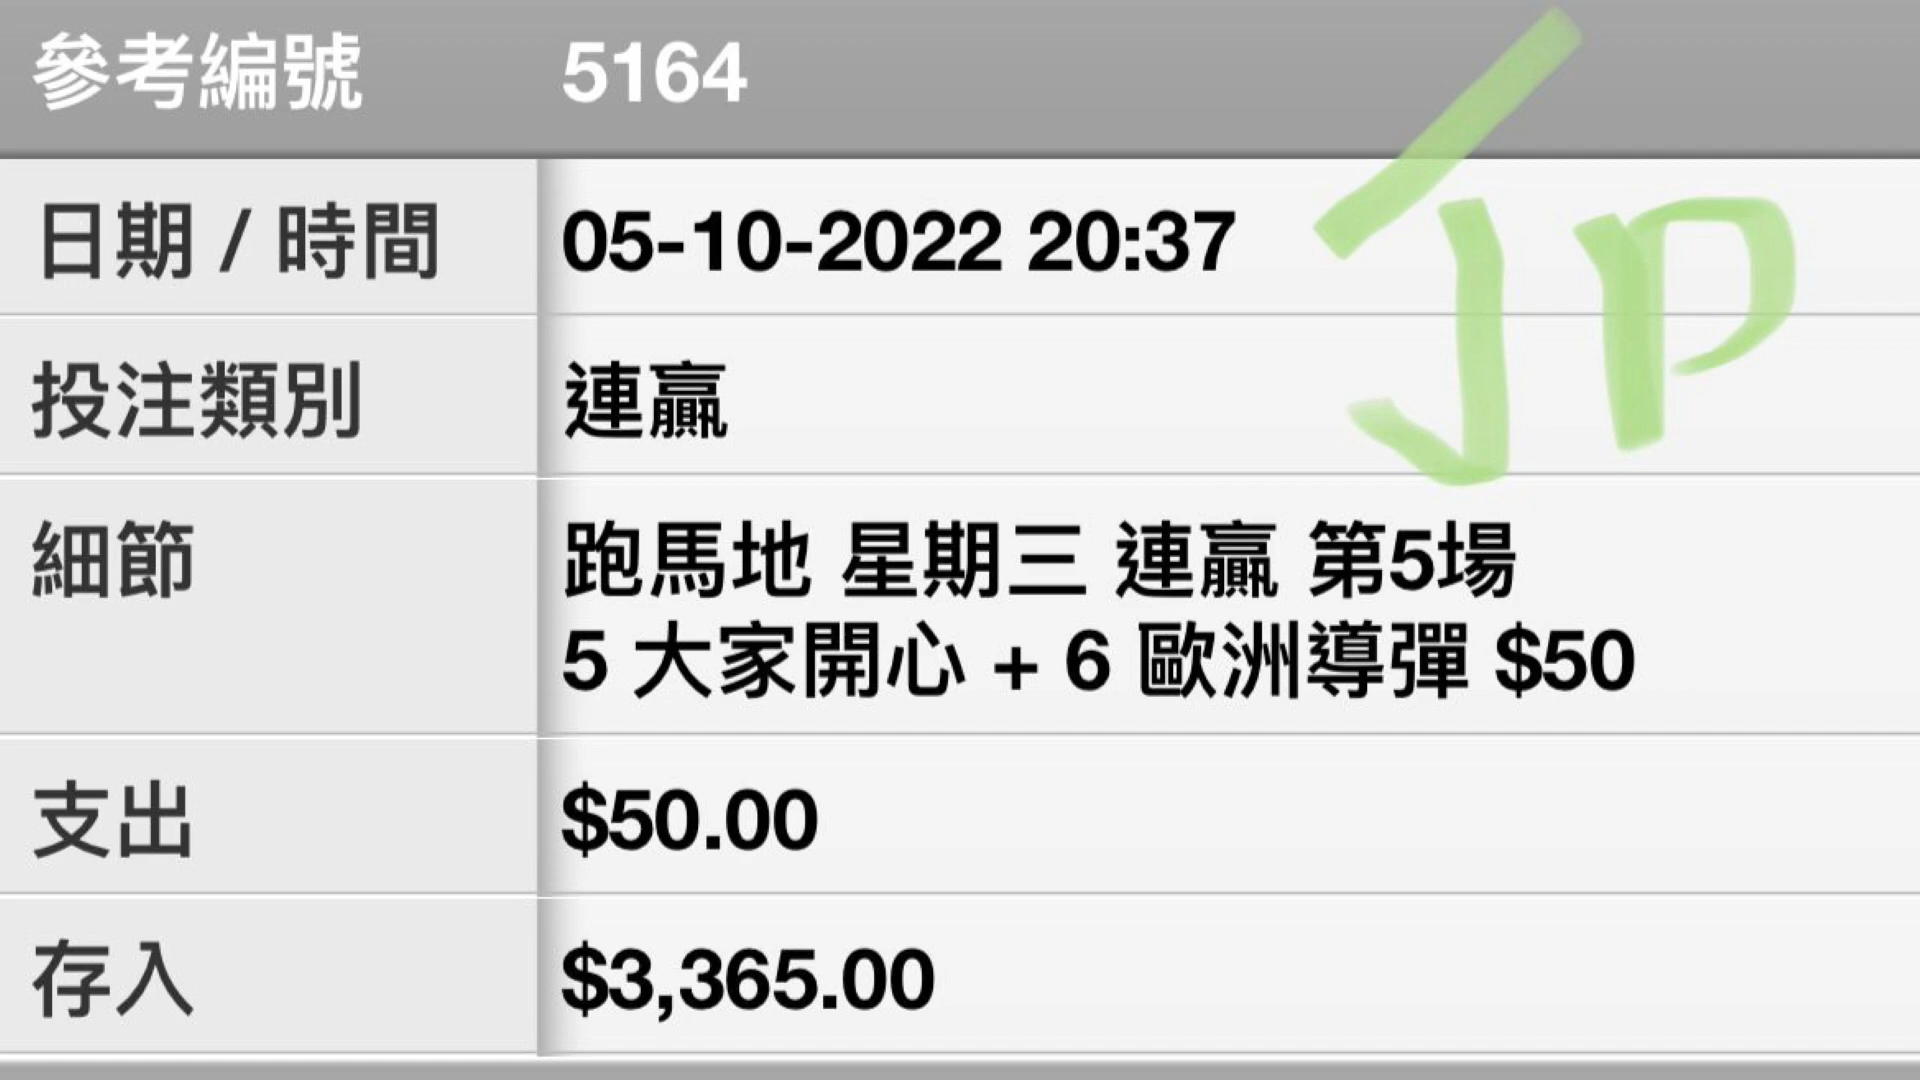 參考編號 5164
日期 / 時間 05-10-2022 20:37
投注類別 連贏
細節 跑馬地 星期三 連贏 第5場
5 大家開心 + 6 歐洲導彈 $50
支出 $50.00
存入 $3,365.00
JP